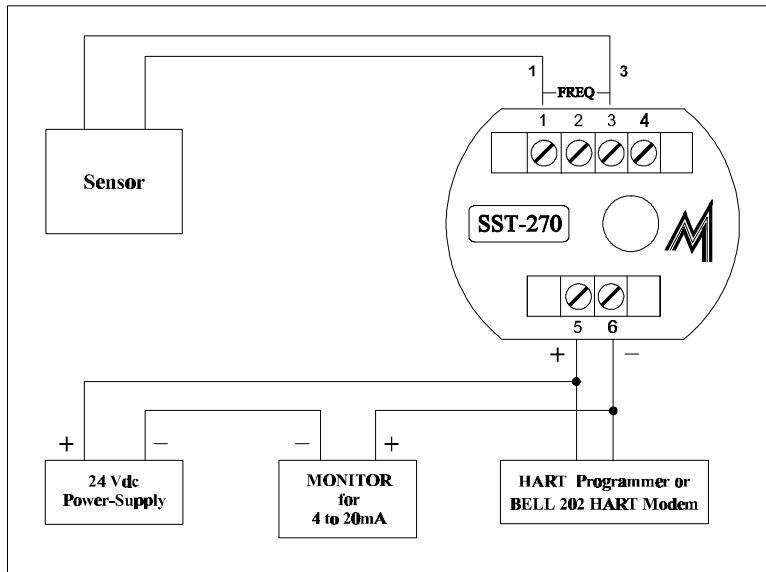 1 3
FREQ
1 2 3 4
Sensor
SST-270
5 6
+ −
+ − − +
24 Vdc
Power-Supply
MONITOR
for
4 to 20mA
HART Programmer or
BELL 202 HART Modem